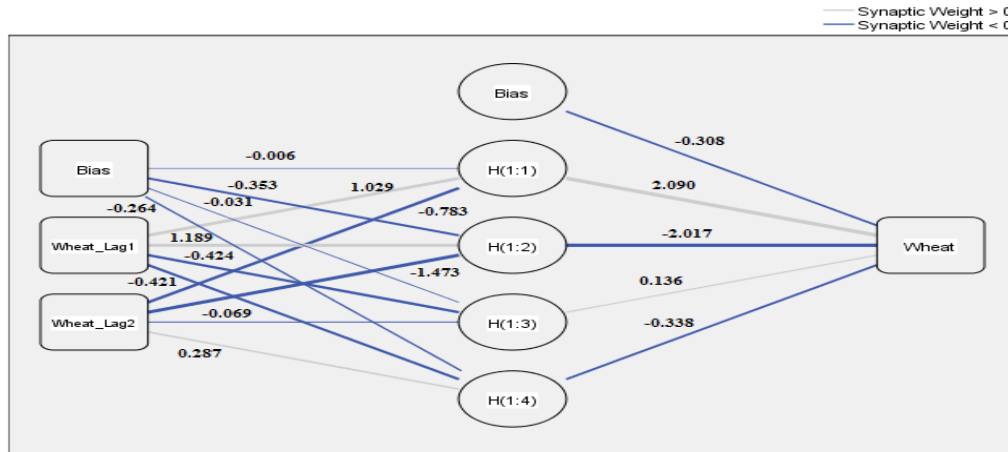 Synaptic Weight > 0
Synaptic Weight < 0
Bias
-0.308
Bias
-0.006
H(1:1)
-0.353
1.029
2.090
-0.031
-0.264
-0.783
Wheat_Lag1
1.189
H(1:2)
-2.017
Wheat
-0.424
-1.473
-0.421
0.136
Wheat_Lag2
-0.069
H(1:3)
0.287
-0.338
H(1:4)